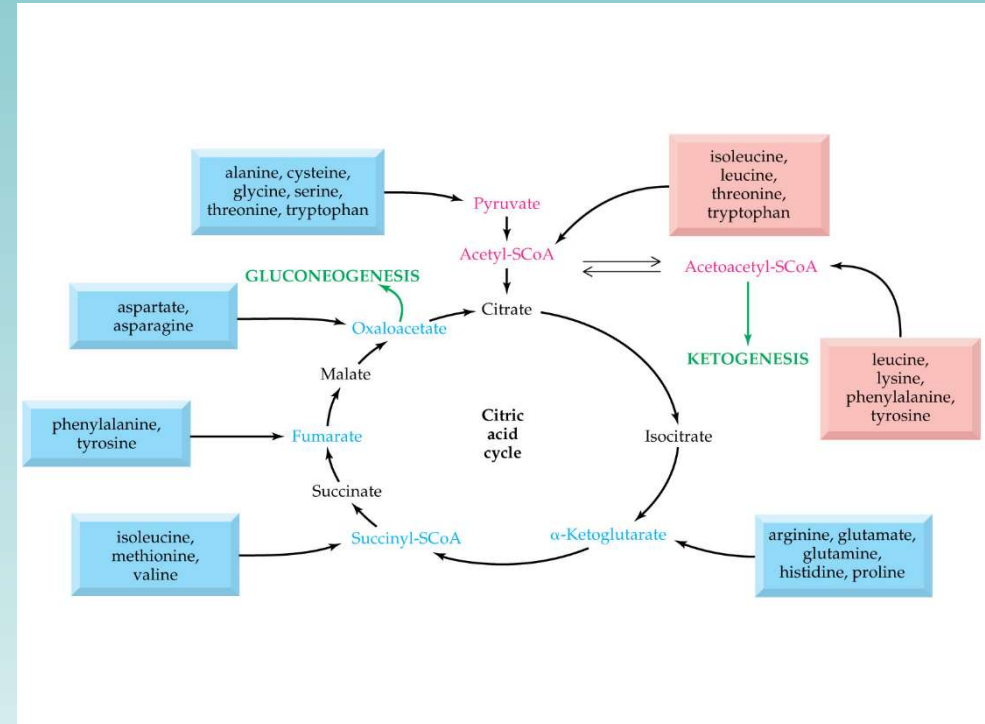 alanine, cysteine,
glycine, serine,
threonine, tryptophan
isoleucine,
leucine,
threonine,
tryptophan
Pyruvate
Acetyl-SCoA
Acetoacetyl-SCoA
GLUCONEOGENESIS
aspartate,
asparagine
Oxaloacetate
Citrate
KETOGENESIS
leucine,
lysine,
phenylalanine,
tyrosine
Malate
phenylalanine,
tyrosine
Fumarate
Citric
acid
cycle
Isocitrate
Succinate
isoleucine,
methionine,
valine
Succinyl-SCoA
α-Ketoglutarate
arginine, glutamate,
glutamine,
histidine, proline